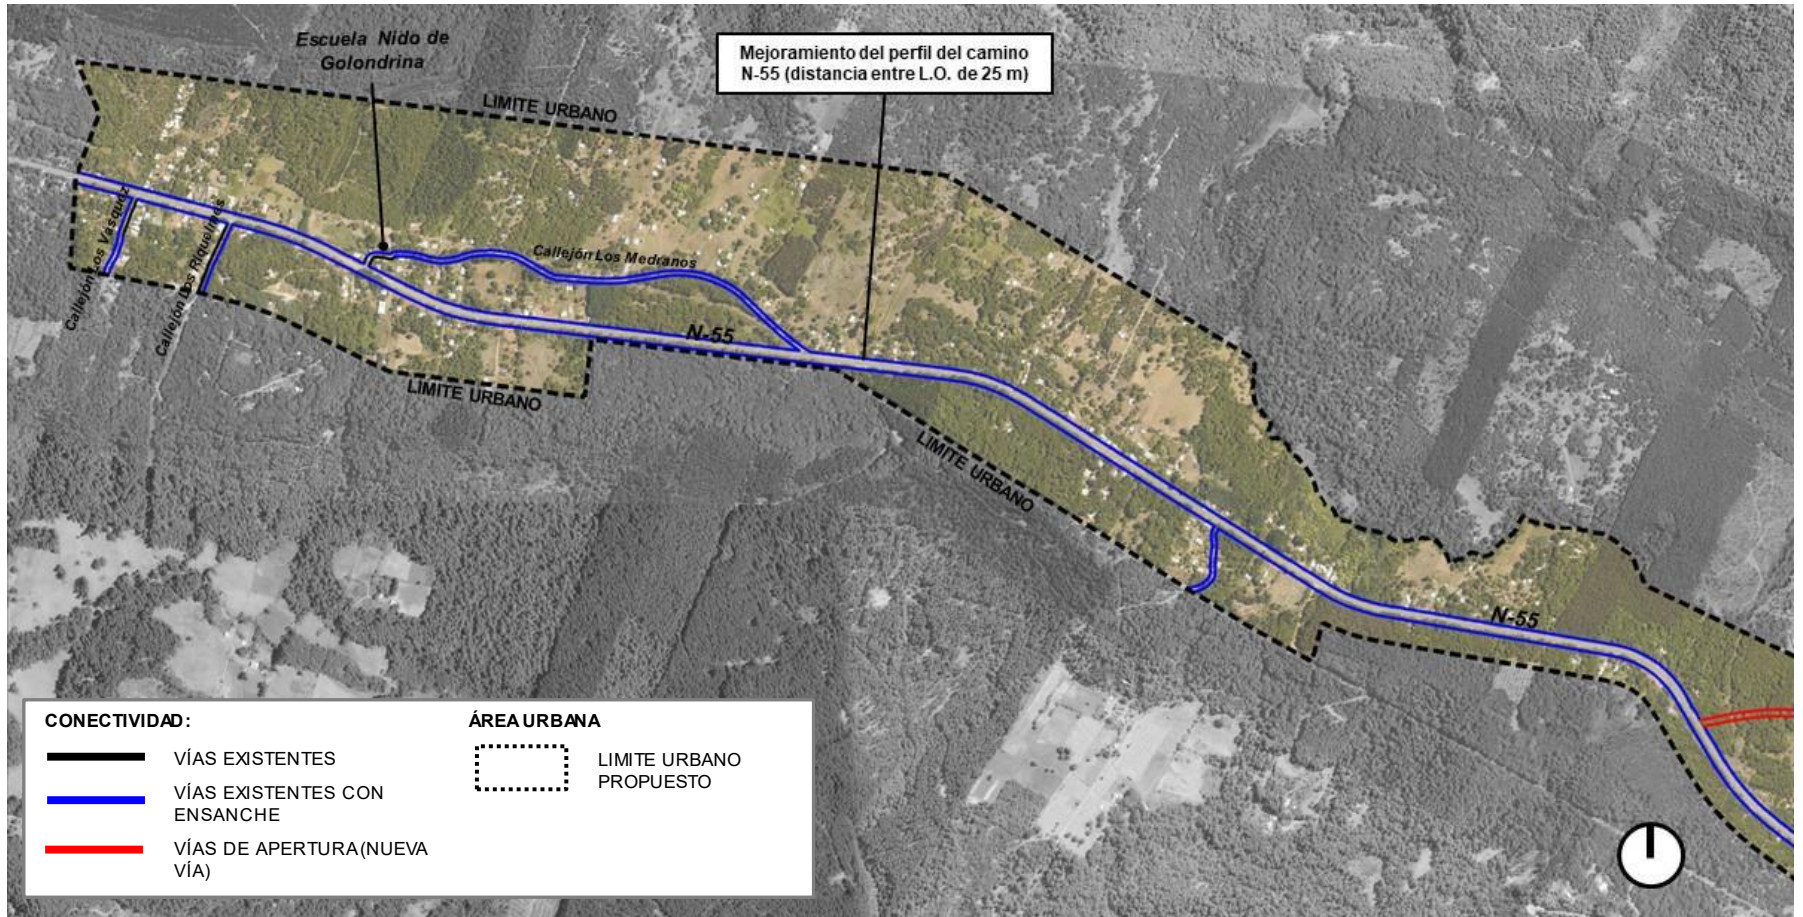 Escuela Nido de
Golondrina
Mejoramiento del perfil del camino
N-55 (distancia entre L.O. de 25 m)
LIMITE URBANO
Callejón Los Vasquez
Callejón Los Riquelmes
Callejón Los Medranos
N-55
LIMITE URBANO
LIMITE URBANO
N-55
CONECTIVIDAD:
VÍAS EXISTENTES
VÍAS EXISTENTES CON
ENSANCHE
VÍAS DE APERTURA (NUEVA
VÍA)
ÁREA URBANA
LIMITE URBANO
PROPUESTO